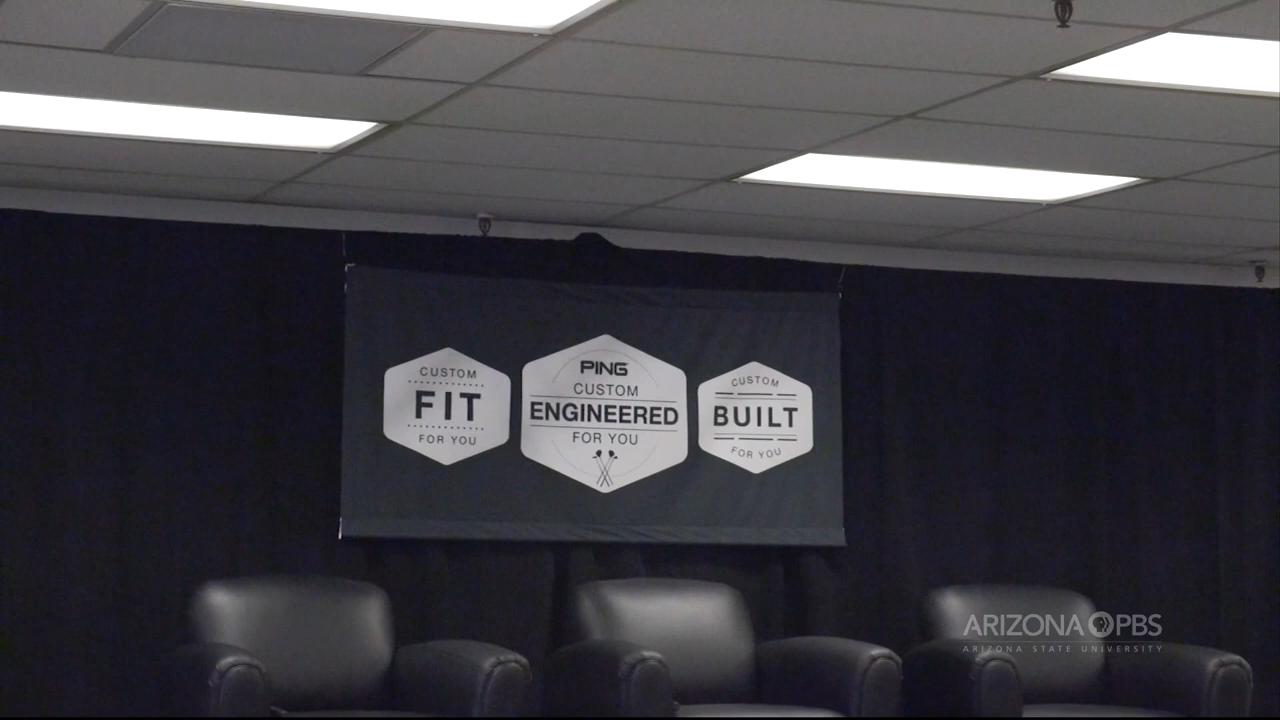 CUSTOM
FIT
FOR YOU
PING
CUSTOM
ENGINEERED
FOR YOU
CUSTOM
BUILT
FOR YOU
ARIZONA PBS
ARIZONA STATE UNIVERSITY